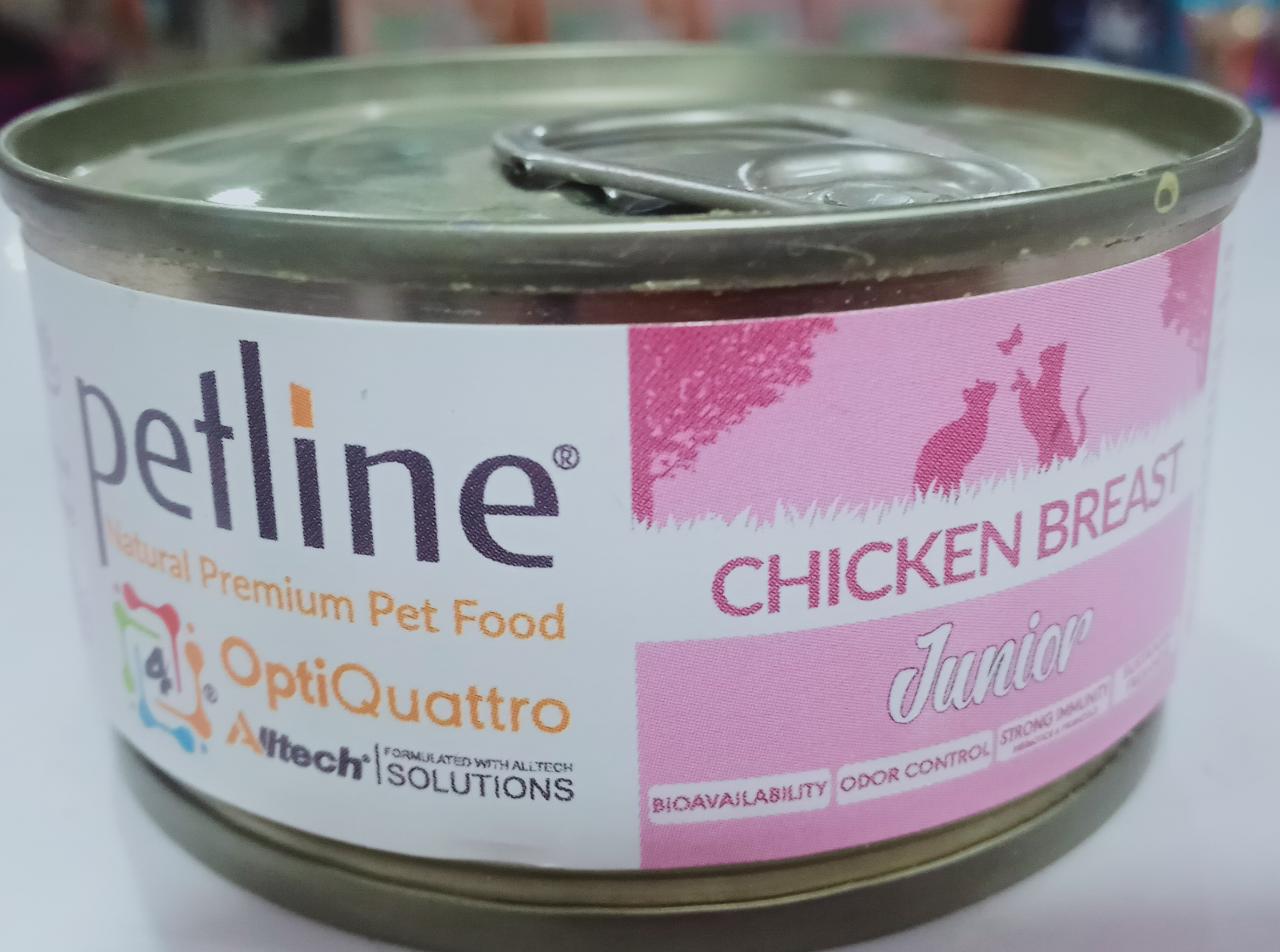 petline®
Natural Premium Pet Food
4®
OptiQuattro
Alltech®
FORMULATED WITH ALLTECH
SOLUTIONS
CHICKEN BREAST
Junior
BIOAVAILABILITY
ODOR CONTROL
STRONG IMMUNITY